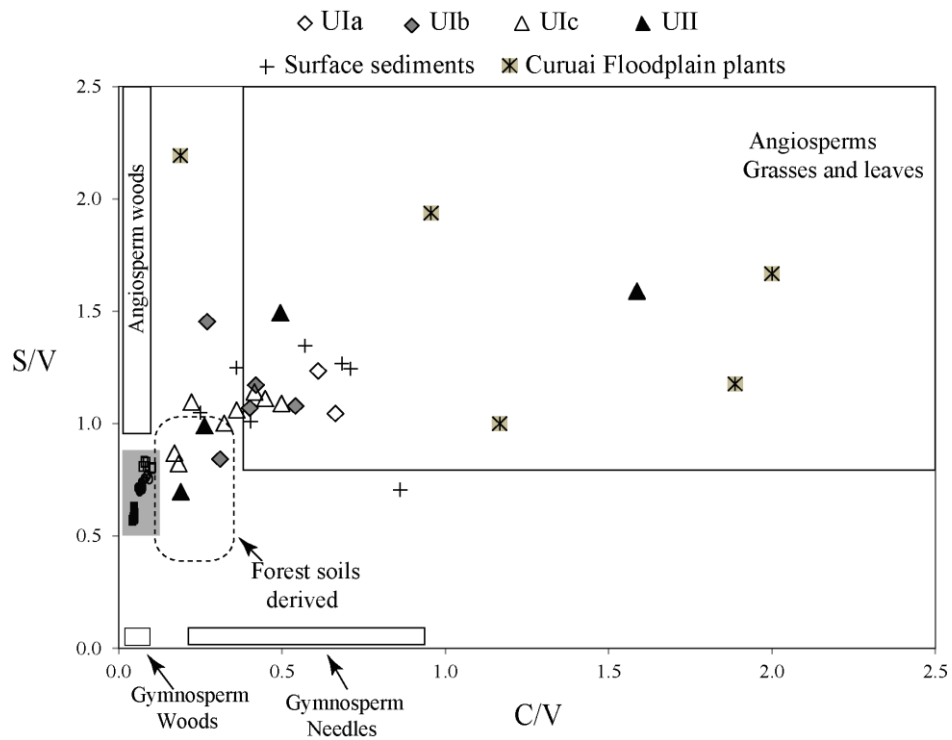 UIa UIb UIc UII
Surface sediments Curuai Floodplain plants
2.5
2.0
1.5
1.0
0.5
0.0
S/V
Angiosperm woods
Angiosperms
Grasses and leaves
Forest soils
derived
0.0 0.5 1.0 1.5 2.0 2.5
Gymnosperm
Woods
Gymnosperm
Needles
C/V